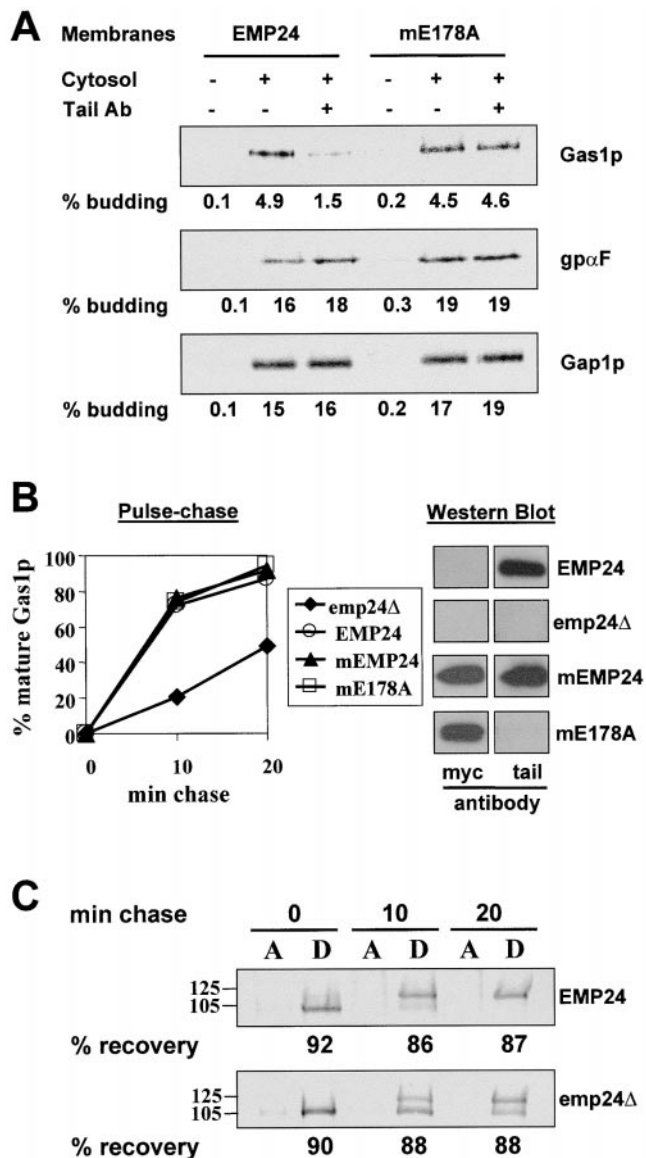 A
Membranes EMP24 mE178A
Cytosol - + + - + +
Tail Ab - - + - - +
Gas1p
% budding 0.1 4.9 1.5 0.2 4.5 4.6
gpαF
% budding 0.1 16 18 0.3 19 19
Gap1p
% budding 0.1 15 16 0.2 17 19
B
Pulse-chase
% mature Gas1p
100
80
60
40
20
0
0 10 20
min chase
emp24Δ
EMP24
mEMP24
mE178A
Western Blot
EMP24
emp24Δ
mEMP24
mE178A
myc tail
antibody
C
min chase 0 10 20
A D A D A D
125
105
EMP24
% recovery 92 86 87
125
105
emp24Δ
% recovery 90 88 88